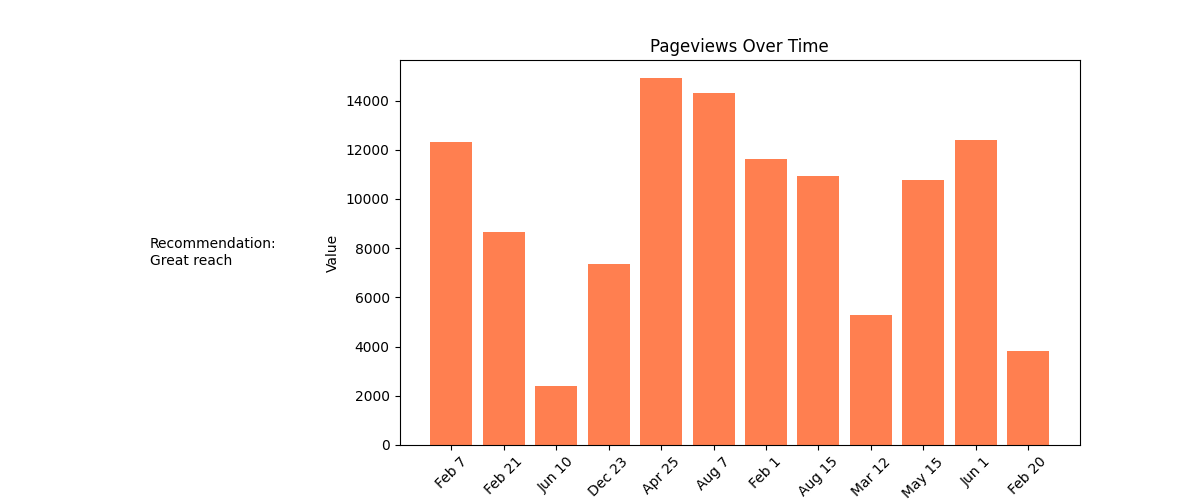 Pageviews Over Time
Recommendation:
Great reach
Value
14000
12000
10000
8000
6000
4000
2000
0
Feb 7
Feb 21
Jun 10
Dec 23
Apr 25
Aug 7
Feb 1
Aug 15
Mar 12
May 15
Jun 1
Feb 20